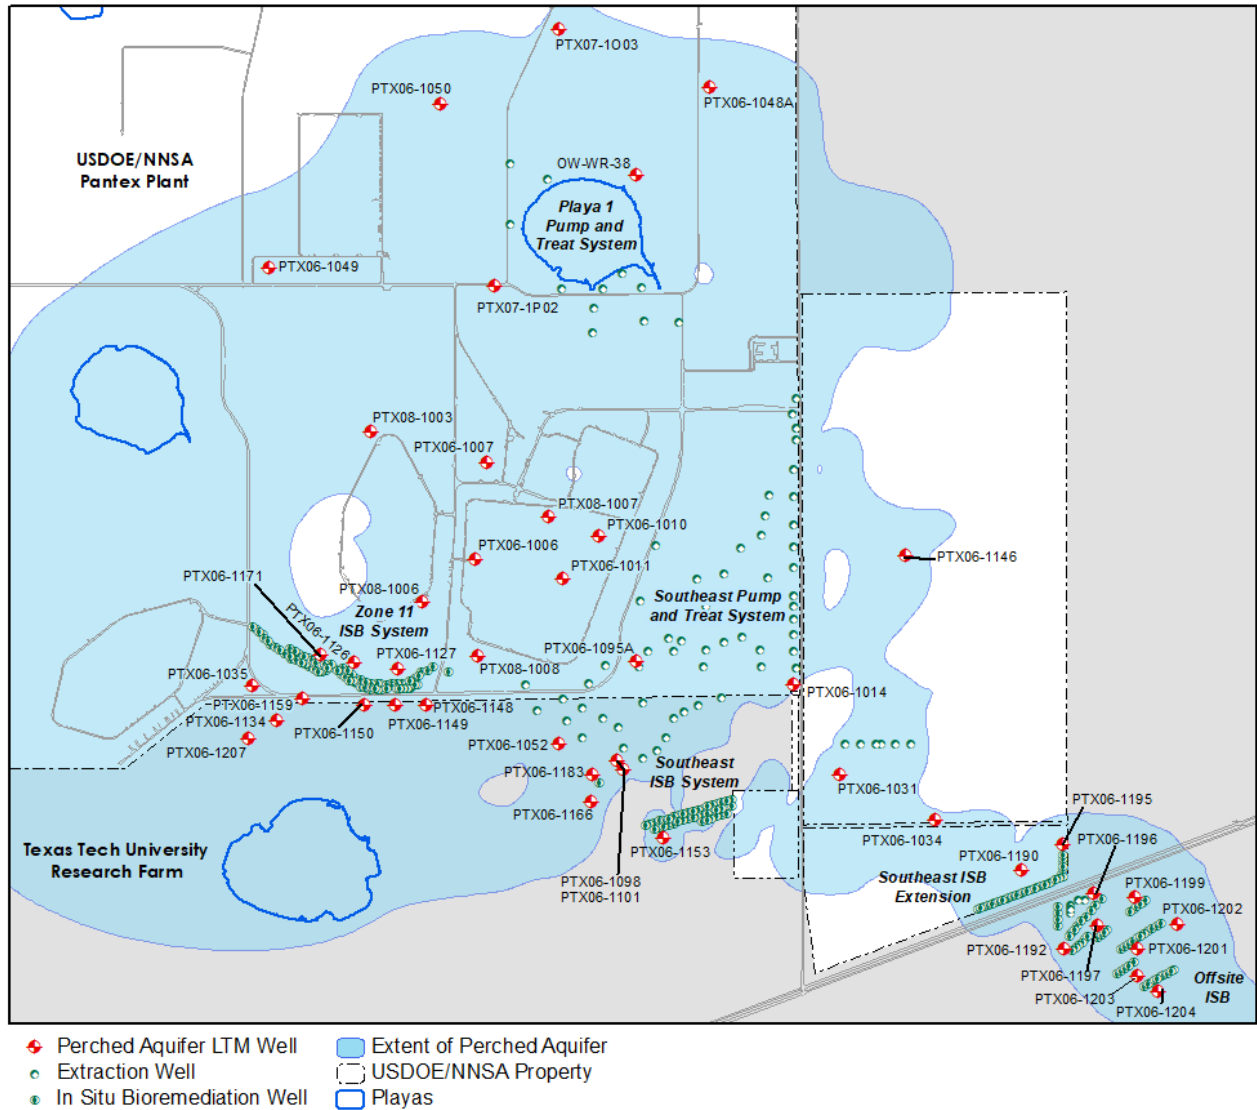 PTX07-1O03
PTX06-1050
PTX06-1048A
USDOE/NNSA
Pantex Plant
OW-WR-38
Playa 1
Pump and
Treat System
PTX06-1049
PTX07-1P02
PTX08-1003
PTX06-1007
PTX08-1007
PTX06-1010
PTX06-1006
PTX06-1011
PTX06-1146
PTX06-1171
PTX08-1006
Zone 11
ISB System
Southeast Pump
and Treat System
PTX06-1126
PTX06-1127
PTX06-1095A
PTX08-1008
PTX06-1035
PTX06-1014
PTX06-1159
PTX06-1134
PTX06-1148
PTX06-1149
PTX06-1150
PTX06-1207
PTX06-1052
PTX06-1183
Southeast
ISB System
PTX06-1031
PTX06-1166
PTX06-1195
PTX06-1153
PTX06-1034
PTX06-1196
Texas Tech University
Research Farm
PTX06-1190
PTX06-1098
PTX06-1101
Southeast ISB
Extension
PTX06-1199
PTX06-1202
PTX06-1192
PTX06-1201
PTX06-1197
PTX06-1203
PTX06-1204
Offsite
ISB
Perched Aquifer LTM Well
Extent of Perched Aquifer
Extraction Well
USDOE/NNSA Property
In Situ Bioremediation Well
Playas